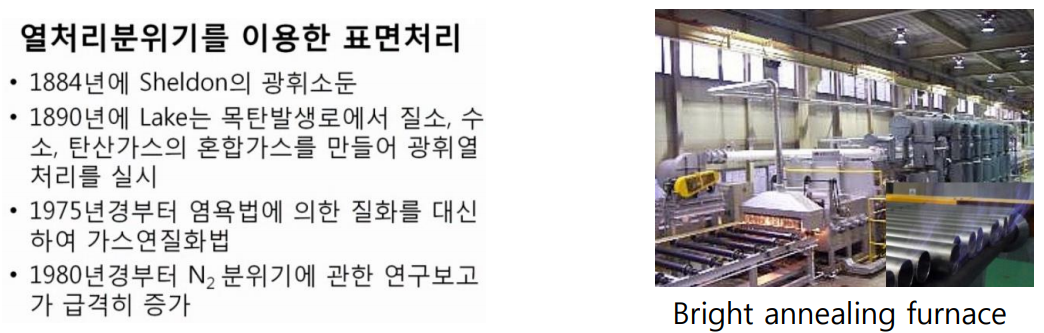 열처리분위기를 이용한 표면처리
• 1884년에 Sheldon의 광휘소둔
• 1890년에 Lake는 목탄발생로에서 질소, 수
소, 탄산가스의 혼합가스를 만들어 광휘열
처리를 실시
• 1975년경부터 염욕법에 의한 질화를 대신
하여 가스연질화법
• 1980년경부터 N₂ 분위기에 관한 연구보고
가 급격히 증가
Bright annealing furnace